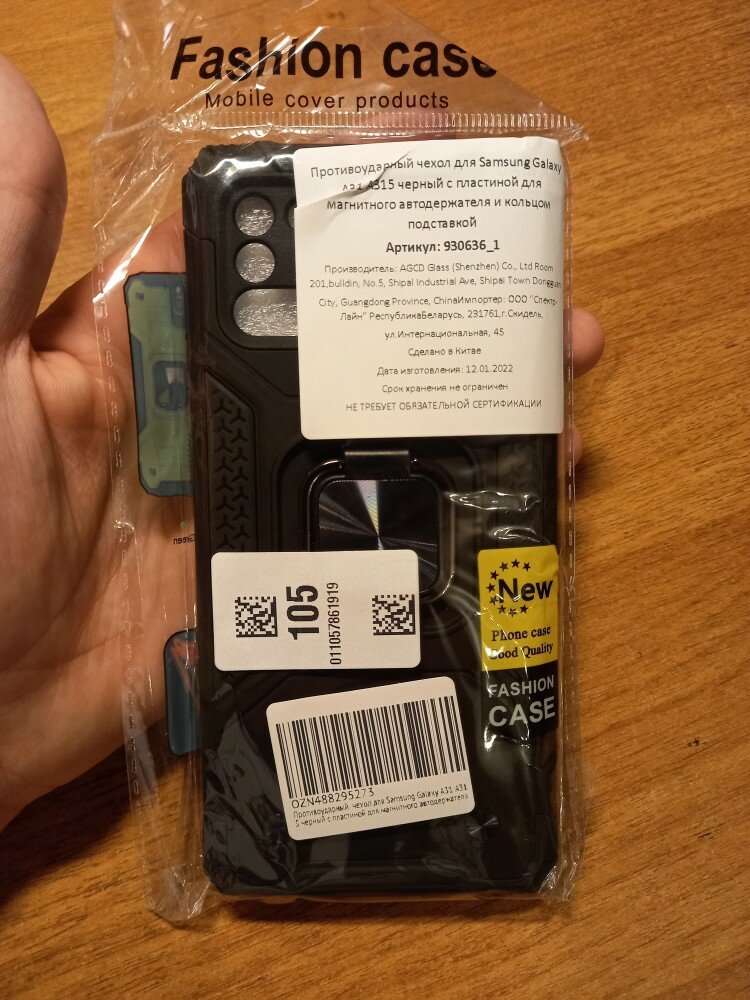 Fashion case
Mobile cover products
Противоударный чехол для Samsung Galaxy
A31 A315 черный с пластиной для
магнитного автодержателя и кольцом
подставкой
Артикул: 930636_1
Производитель: AGCD Glass (Shenzhen) Co., Ltd Room
201,buildin, No.5, Shipai Industrial Ave, Shipai Town Dongguan
City, Guangdong Province, ChinaИмпортер: ООО "Спектр-
Лайн" РеспубликаБеларусь, 231761,г.Скидель,
ул.Интернациональная, 45
Сделано в Китае
Дата изготовления: 12.01.2022
Срок хранения не ограничен
НЕ ТРЕБУЕТ ОБЯЗАТЕЛЬНОЙ СЕРТИФИКАЦИИ
Green
105
011057861919
New
Phone case
Good Quality
FASHION
CASE
OZN488295273
Противоударный чехол для Samsung Galaxy A31 A31
5 черный с пластиной для магнитного автодержателя